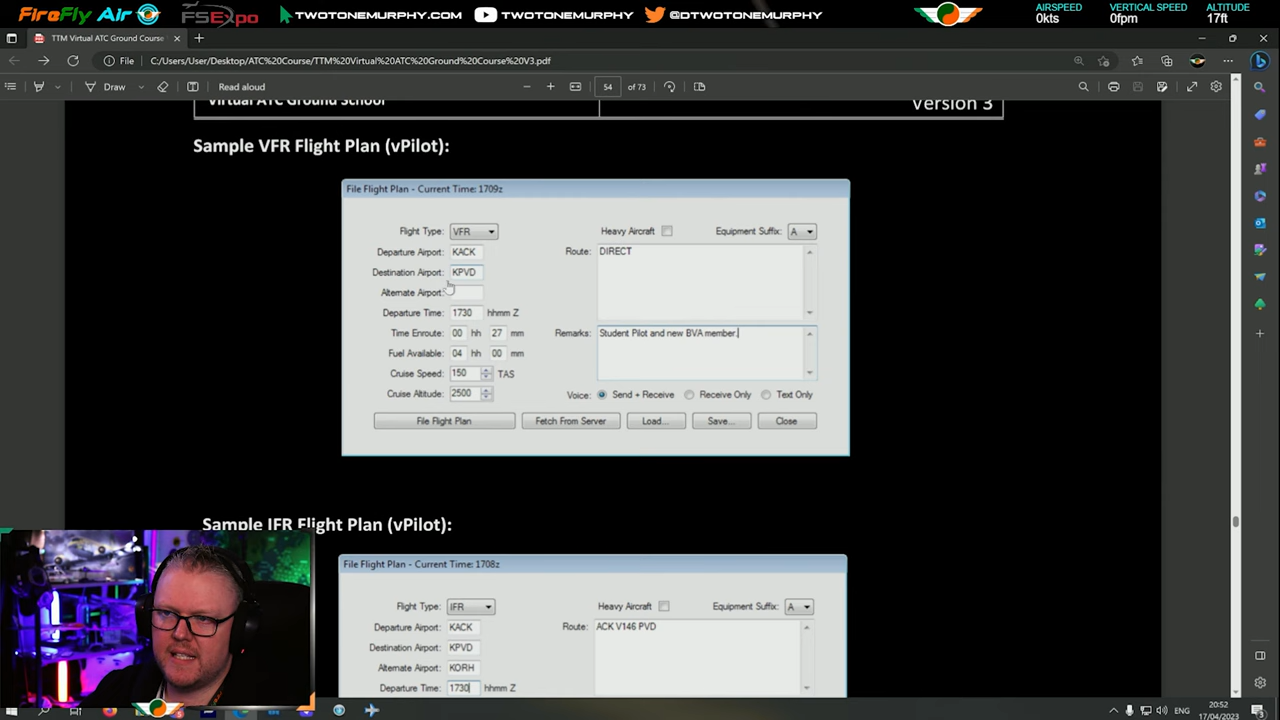 FireFly Air
FSExpo
TWOTONEMURPHY.COM
TWOTONEMURPHY
@DTWOTONEMURPHY
AIRSPEED
0kts
VERTICAL SPEED
0fpm
ALTITUDE
17ft
TTM Virtual ATC Ground Course
File
C:/Users/User/Desktop/ATC%20Course/TTM%20Virtual%20ATC%20Ground%20Course%20V3.pdf
Draw
Read aloud
54 of 73
Virtual ATC Ground School
Version 3
Sample VFR Flight Plan (vPilot):
File Flight Plan - Current Time: 1709z
Flight Type: VFR
Heavy Aircraft
Equipment Suffix: A
Departure Airport: KACK
Route: DIRECT
Destination Airport: KPVD
Alternate Airport:
Departure Time: 1730 hhmm Z
Time Enroute: 00 hh 27 mm
Remarks: Student Pilot and new BVA member.
Fuel Available: 04 hh 00 mm
Cruise Speed: 150 TAS
Cruise Altitude: 2500
Voice: Send + Receive Receive Only Text Only
File Flight Plan Fetch From Server Load... Save... Close
Sample IFR Flight Plan (vPilot):
File Flight Plan - Current Time: 1708z
Flight Type: IFR
Heavy Aircraft
Equipment Suffix: A
Departure Airport: KACK
Route: ACK V146 PVD
Destination Airport: KPVD
Alternate Airport: KORH
Departure Time: 1730 hhmm Z
ENG
20:52
17/04/2023